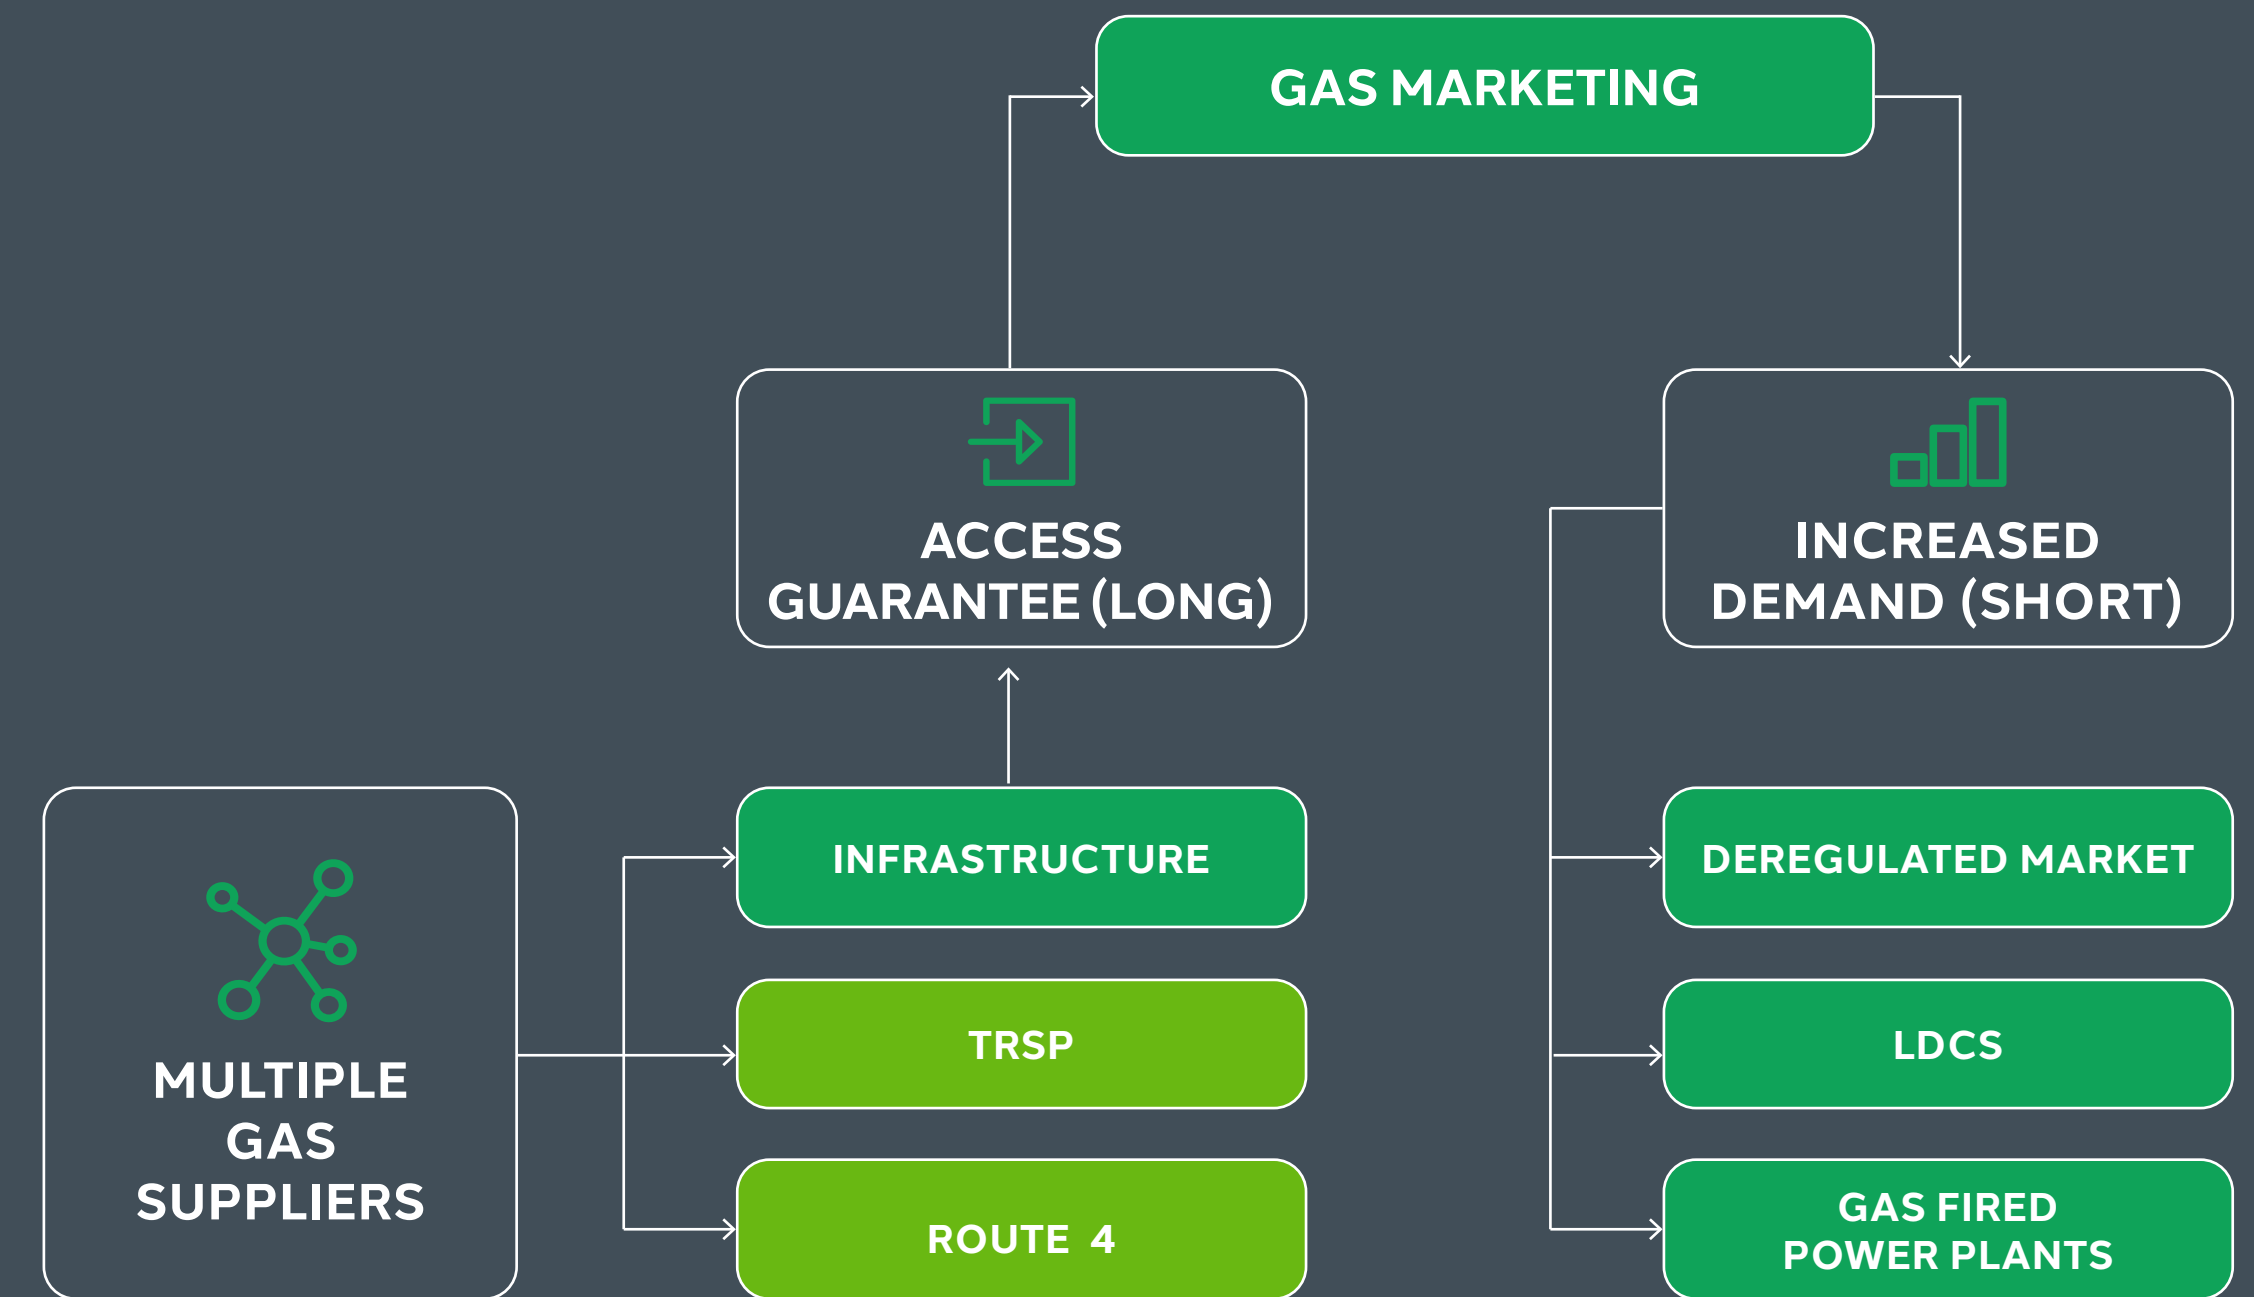 GAS MARKETING
ACCESS
GUARANTEE (LONG)
INCREASED
DEMAND (SHORT)
MULTIPLE
GAS
SUPPLIERS
INFRASTRUCTURE
TRSP
ROUTE 4
DEREGULATED MARKET
LDCS
GAS FIRED
POWER PLANTS